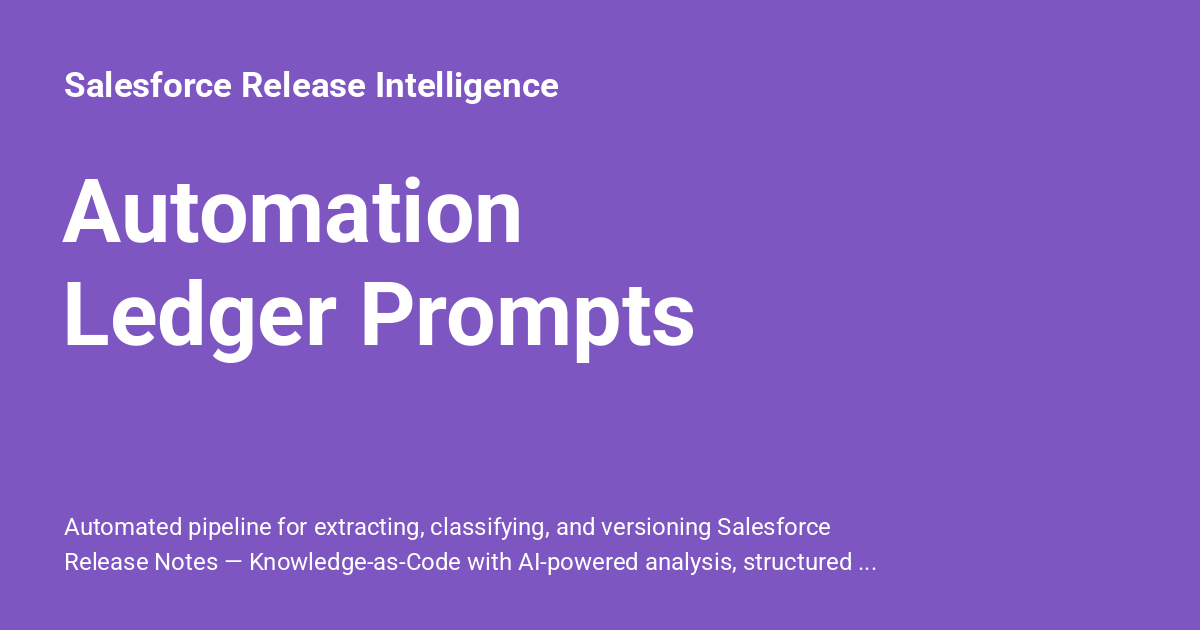 Salesforce Release Intelligence
Automation
Ledger Prompts
Automated pipeline for extracting, classifying, and versioning Salesforce
Release Notes — Knowledge-as-Code with AI-powered analysis, structured ...